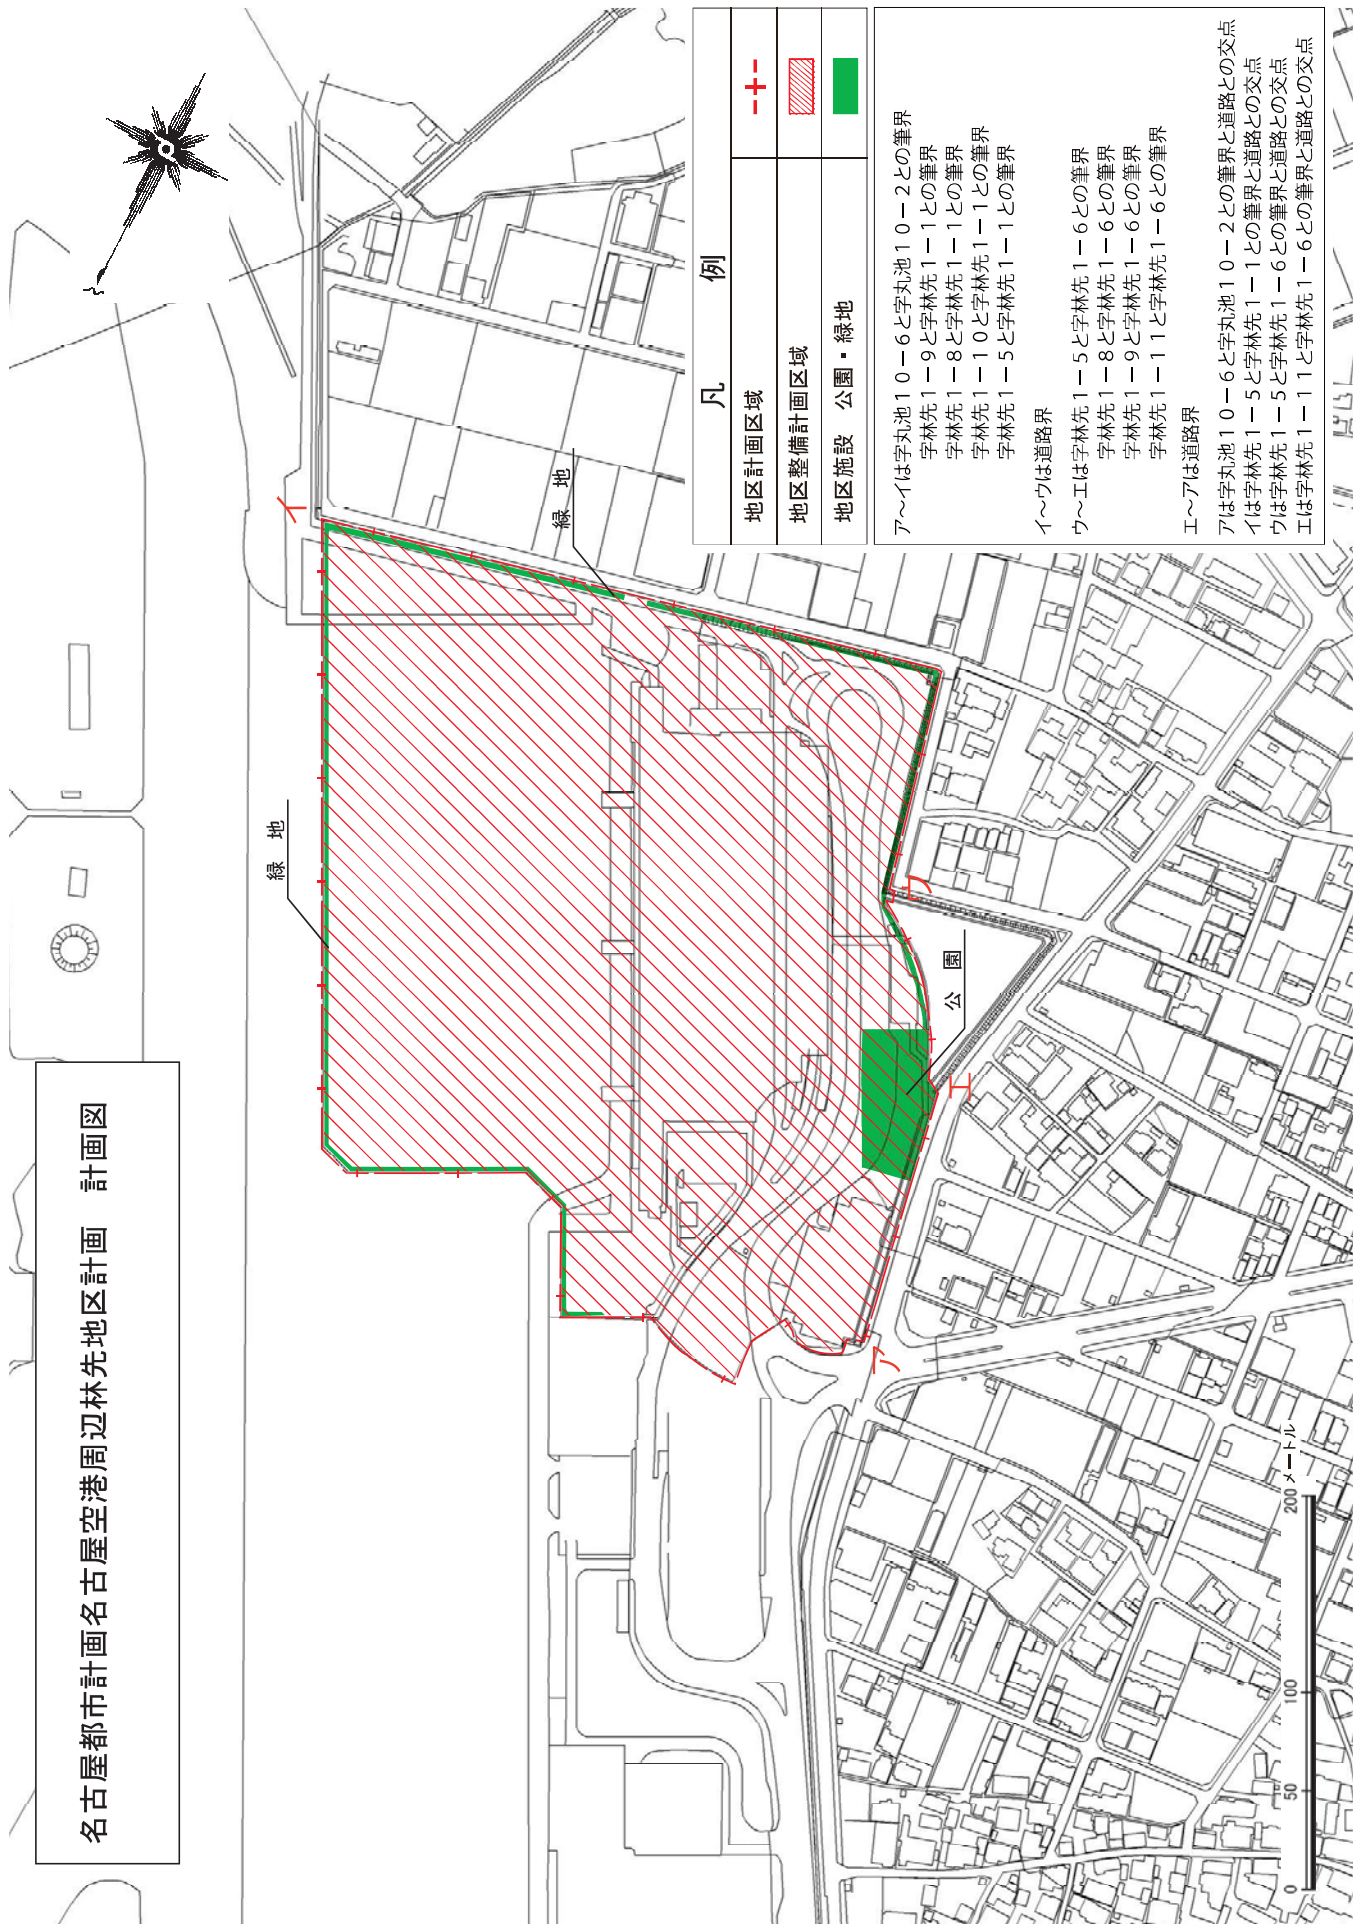 名古屋都市計画名古屋空港周辺林先地区計画　計画図
緑　地
イ
緑　地
ウ
公　園
エ
ア
凡　例
地区計画区域
地区整備計画区域
地区施設　公園・緑地
ア～イは字丸池１０－６と字丸池１０－２との筆界
字林先１－９と字林先１－１との筆界
字林先１－８と字林先１－１との筆界
字林先１－１０と字林先１－１との筆界
字林先１－５と字林先１－１との筆界
イ～ウは道路界
ウ～エは字林先１－５と字林先１－６との筆界
字林先１－８と字林先１－６との筆界
字林先１－９と字林先１－６との筆界
字林先１－１１と字林先１－６との筆界
エ～アは道路界
アは字丸池１０－６と字丸池１０－２との筆界と道路との交点
イは字林先１－５と字林先１－１との筆界と道路との交点
ウは字林先１－５と字林先１－６との筆界と道路との交点
エは字林先１－１１と字林先１－６との筆界と道路との交点
0 50 100 200 メートル